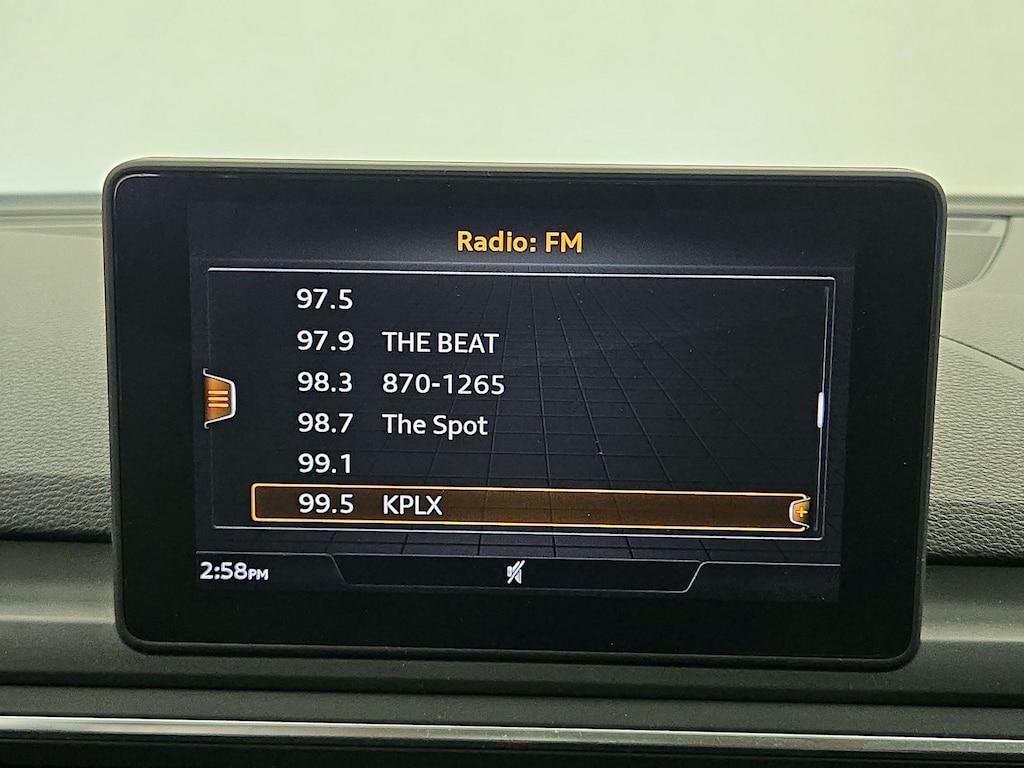 Radio: FM
97.5
97.9 THE BEAT
98.3 870-1265
98.7 The Spot
99.1
99.5 KPLX
2:58PM